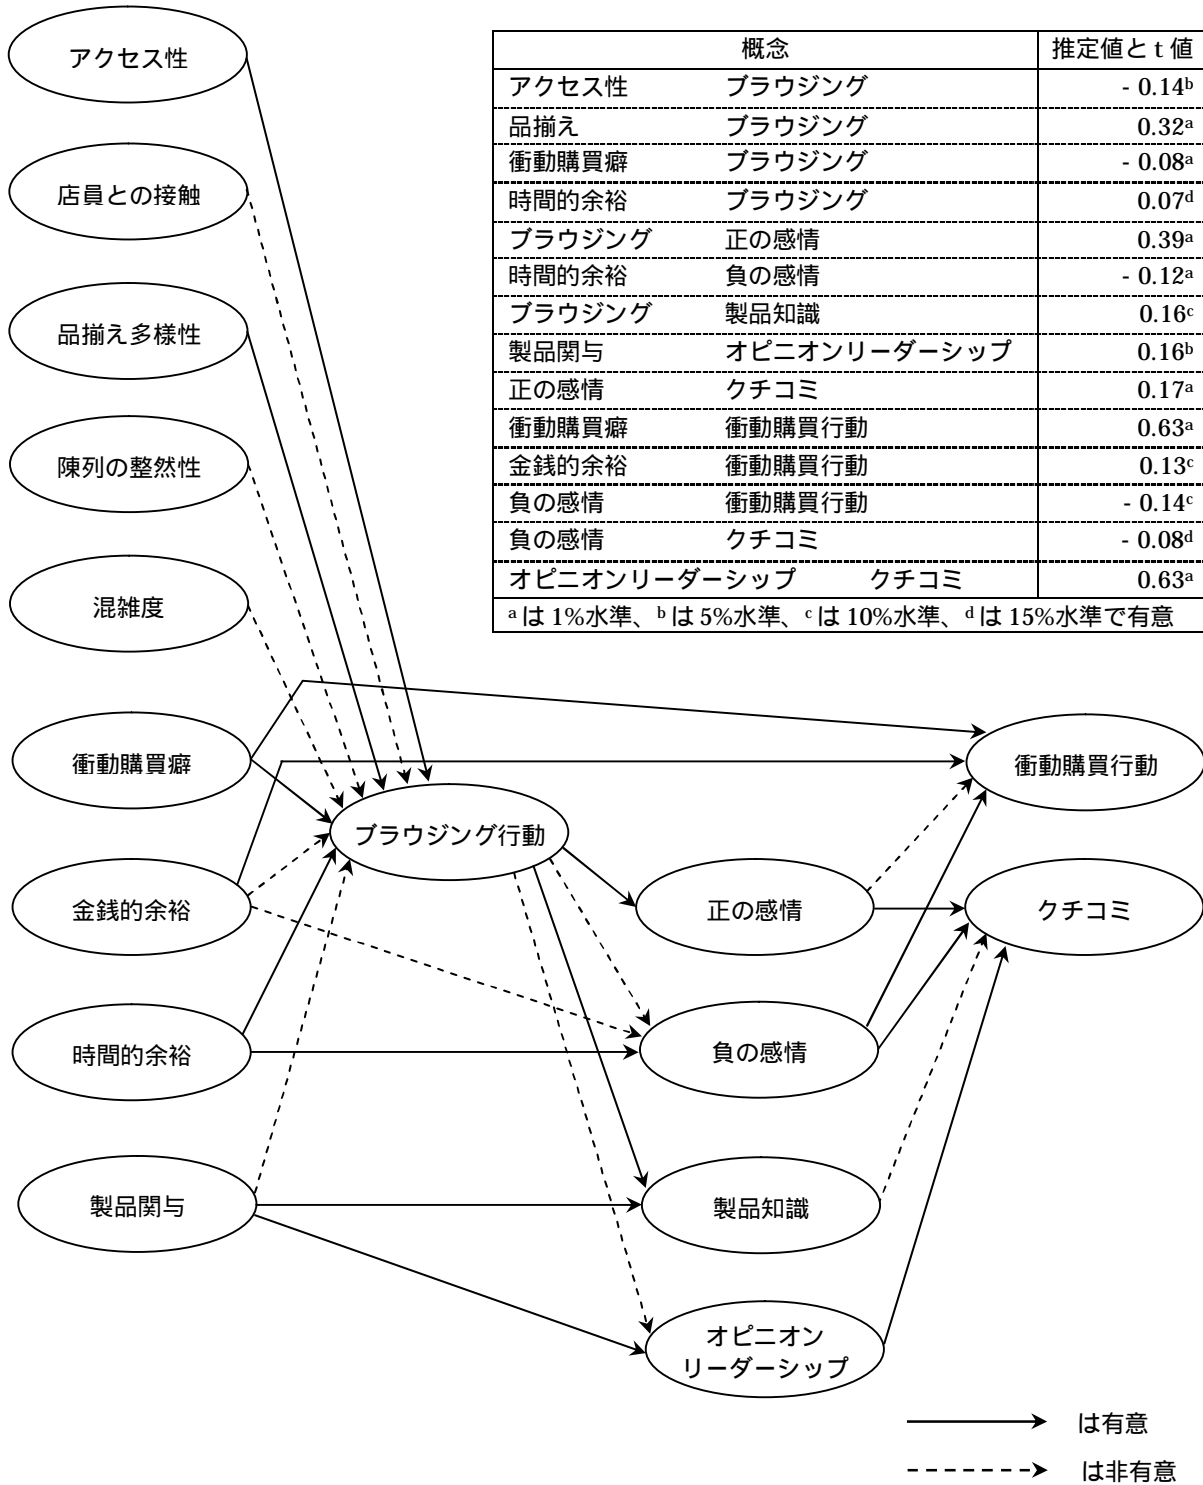 アクセス性
店員との接触
品揃え多様性
陳列の整然性
混雑度
衝動購買癖
金銭的余裕
時間的余裕
製品関与
概念 推定値と t 値
アクセス性 ブラウジング - 0.14ᵇ
品揃え ブラウジング 0.32ᵃ
衝動購買癖 ブラウジング - 0.08ᵃ
時間的余裕 ブラウジング 0.07ᵈ
ブラウジング 正の感情 0.39ᵃ
時間的余裕 負の感情 - 0.12ᵃ
ブラウジング 製品知識 0.16ᶜ
製品関与 オピニオンリーダーシップ 0.16ᵇ
正の感情 クチコミ 0.17ᵃ
衝動購買癖 衝動購買行動 0.63ᵃ
金銭的余裕 衝動購買行動 0.13ᶜ
負の感情 衝動購買行動 - 0.14ᶜ
負の感情 クチコミ - 0.08ᵈ
オピニオンリーダーシップ クチコミ 0.63ᵃ
ᵃ は 1%水準、ᵇ は 5%水準、ᶜ は 10%水準、ᵈ は 15%水準で有意
ブラウジング行動
正の感情
負の感情
製品知識
オピニオン
リーダーシップ
衝動購買行動
クチコミ
は有意
は非有意